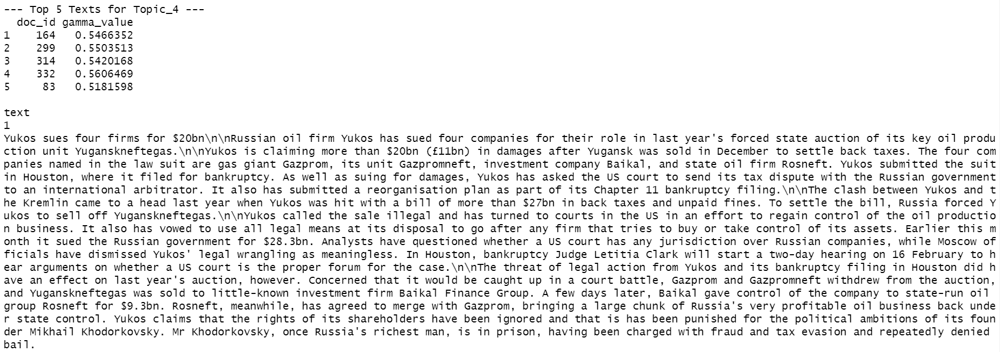 --- Top 5 Texts for Topic_4 ---
  doc_id gamma_value
1    164   0.5466352
2    299   0.5503513
3    314   0.5420168
4    332   0.5606469
5     83   0.5181598

text
1
Yukos sues four firms for $20bn\n\nRussian oil firm Yukos has sued four companies for their role in last year's forced state auction of its key oil produ
ction unit Yuganskneftegas.\n\nYukos is claiming more than $20bn (£11bn) in damages after Yugansk was sold in December to settle back taxes. The four com
panies named in the law suit are gas giant Gazprom, its unit Gazpromneft, investment company Baikal, and state oil firm Rosneft. Yukos submitted the suit
in Houston, where it filed for bankruptcy. As well as suing for damages, Yukos has asked the US court to send its tax dispute with the Russian government
to an international arbitrator. It also has submitted a reorganisation plan as part of its Chapter 11 bankruptcy filing.\n\nThe clash between Yukos and t
he Kremlin came to a head last year when Yukos was hit with a bill of more than $27bn in back taxes and unpaid fines. To settle the bill, Russia forced Y
ukos to sell off Yuganskneftegas.\n\nYukos called the sale illegal and has turned to courts in the US in an effort to regain control of the oil productio
n business. It also has vowed to use all legal means at its disposal to go after any firm that tries to buy or take control of its assets. Earlier this m
onth it sued the Russian government for $28.3bn. Analysts have questioned whether a US court has any jurisdiction over Russian companies, while Moscow of
ficials have dismissed Yukos' legal wrangling as meaningless. In Houston, bankruptcy Judge Letitia Clark will start a two-day hearing on 16 February to h
ear arguments on whether a US court is the proper forum for the case.\n\nThe threat of legal action from Yukos and its bankruptcy filing in Houston did h
ave an effect on last year's auction, however. Concerned that it would be caught up in a court battle, Gazprom and Gazpromneft withdrew from the auction,
and Yuganskneftegas was sold to little-known investment firm Baikal Finance Group. A few days later, Baikal gave control of the company to state-run oil
group Rosneft for $9.3bn. Rosneft, meanwhile, has agreed to merge with Gazprom, bringing a large chunk of Russia's very profitable oil business back unde
r state control. Yukos claims that the rights of its shareholders have been ignored and that is has been punished for the political ambitions of its foun
der Mikhail Khodorkovsky. Mr Khodorkovsky, once Russia's richest man, is in prison, having been charged with fraud and tax evasion and repeatedly denied
bail.